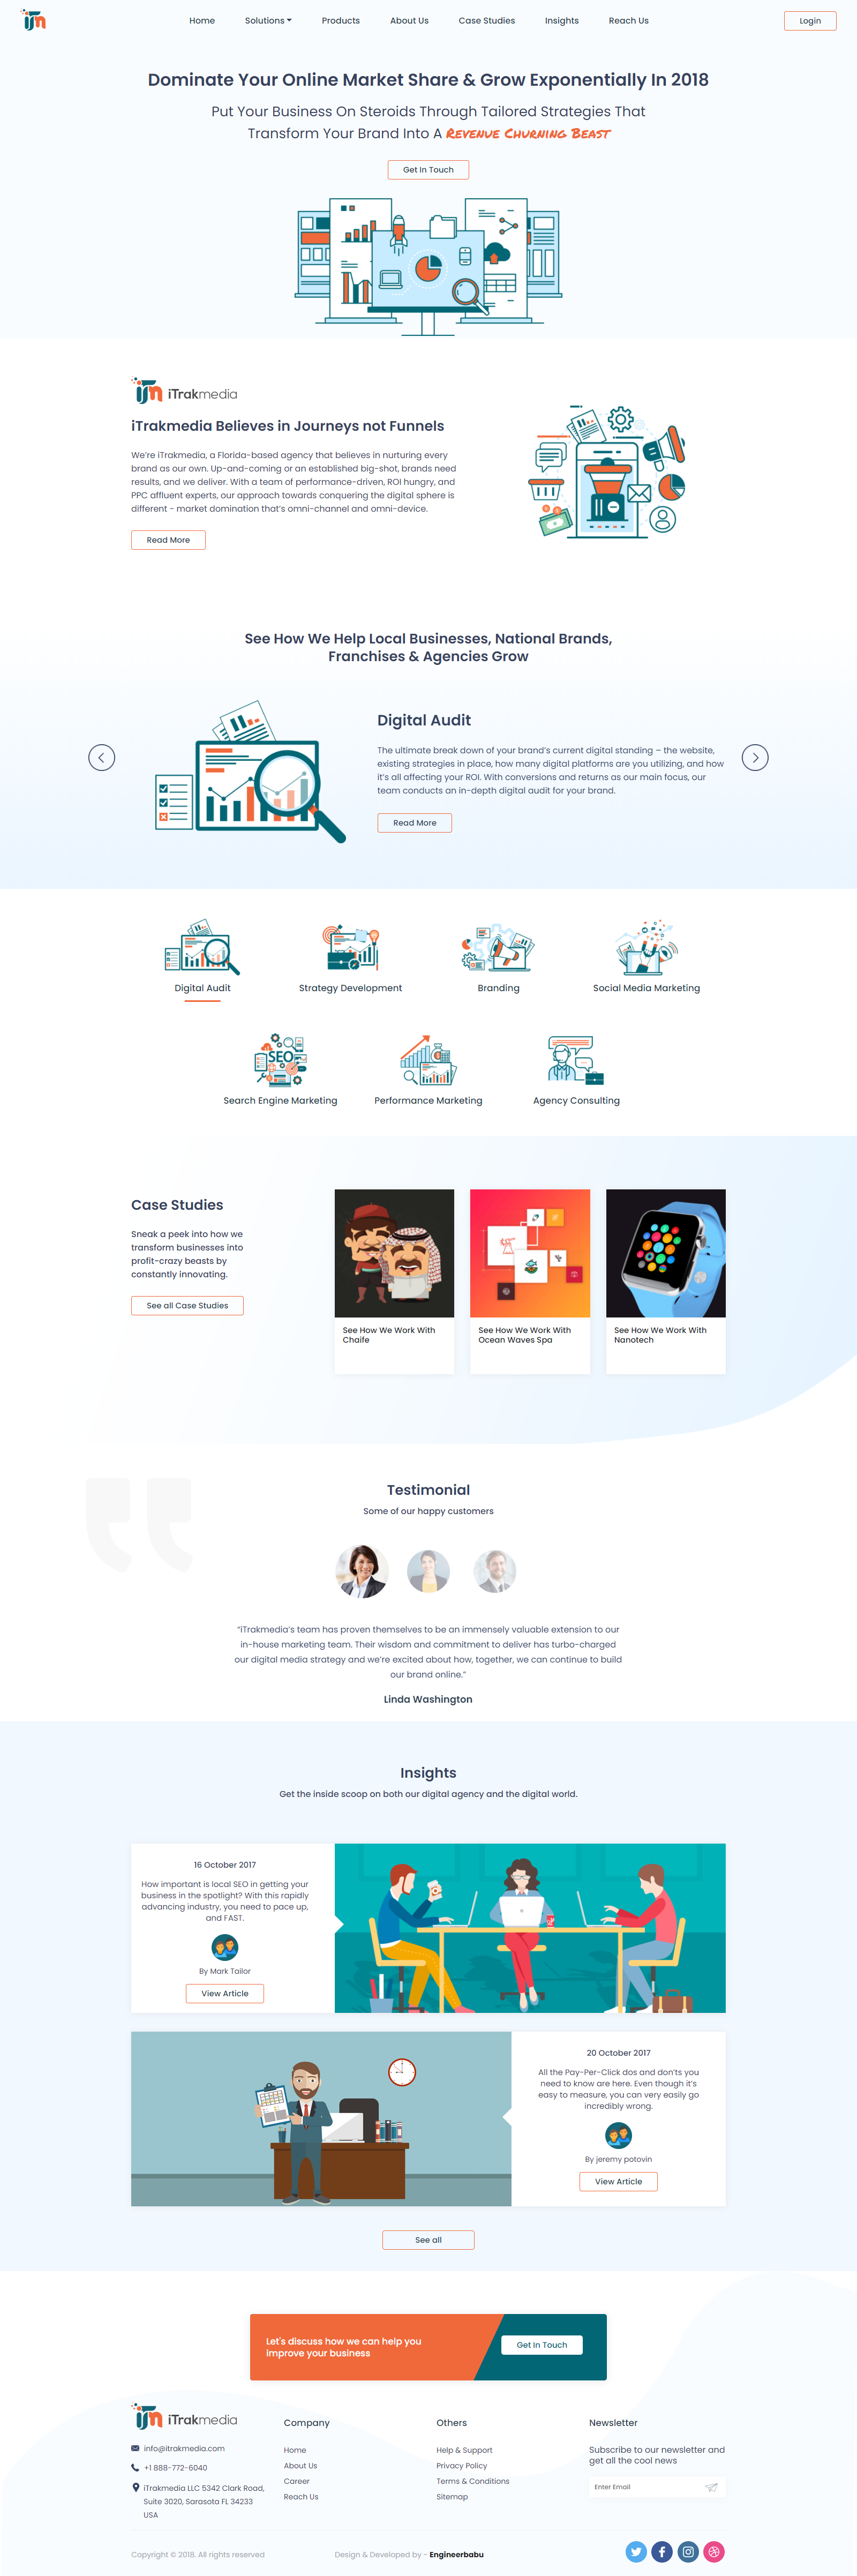 Home Solutions Products About Us Case Studies Insights Reach Us Login
Dominate Your Online Market Share & Grow Exponentially In 2018
Put Your Business On Steroids Through Tailored Strategies That
Transform Your Brand Into A Revenue Churning Beast
Get In Touch
iTrakmedia
iTrakmedia Believes in Journeys not Funnels
We're iTrakmedia, a Florida-based agency that believes in nurturing every
brand as our own. Up-and-coming or an established big-shot, brands need
results, and we deliver. With a team of performance-driven, ROI hungry, and
PPC affluent experts, our approach towards conquering the digital sphere is
different - market domination that's omni-channel and omni-device.
Read More
See How We Help Local Businesses, National Brands,
Franchises & Agencies Grow
Digital Audit
The ultimate break down of your brand's current digital standing – the website,
existing strategies in place, how many digital platforms are you utilizing, and how
it's all affecting your ROI. With conversions and returns as our main focus, our
team conducts an in-depth digital audit for your brand.
Read More
Digital Audit
Strategy Development
Branding
Social Media Marketing
SEO
Search Engine Marketing
Performance Marketing
Agency Consulting
Case Studies
Sneak a peek into how we
transform businesses into
profit-crazy beasts by
constantly innovating.
See all Case Studies
See How We Work With
Chaife
See How We Work With
Ocean Waves Spa
See How We Work With
Nanotech
Testimonial
Some of our happy customers
“iTrakmedia's team has proven themselves to be an immensely valuable extension to our
in-house marketing team. Their wisdom and commitment to deliver has turbo-charged
our digital media strategy and we're excited about how, together, we can continue to build
our brand online.”
Linda Washington
Insights
Get the inside scoop on both our digital agency and the digital world.
16 October 2017
How important is local SEO in getting your
business in the spotlight? With this rapidly
advancing industry, you need to pace up,
and FAST.
By Mark Tailor
View Article
20 October 2017
All the Pay-Per-Click dos and don'ts you
need to know are here. Even though it's
easy to measure, you can very easily go
incredibly wrong.
By jeremy potovin
View Article
See all
Let's discuss how we can help you
improve your business
Get In Touch
iTrakmedia
info@itrakmedia.com
+1 888-772-6040
iTrakmedia LLC 5342 Clark Road,
Suite 3020, Sarasota FL 34233
USA
Company
Home
About Us
Career
Reach Us
Others
Help & Support
Privacy Policy
Terms & Conditions
Sitemap
Newsletter
Subscribe to our newsletter and
get all the cool news
Enter Email
Copyright © 2018. All rights reserved
Design & Developed by - Engineerbabu